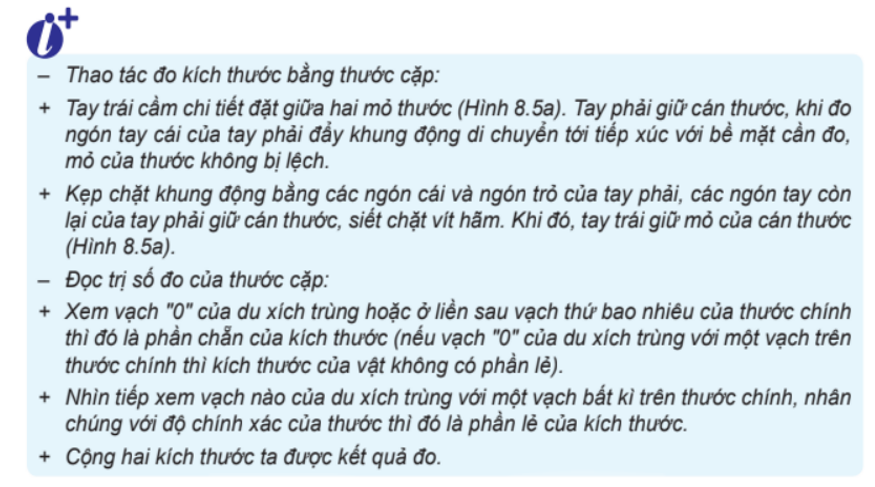 i+
– Thao tác đo kích thước bằng thước cặp:
+ Tay trái cầm chi tiết đặt giữa hai mỏ thước (Hình 8.5a). Tay phải giữ cán thước, khi đo
ngón tay cái của tay phải đẩy khung động di chuyển tới tiếp xúc với bề mặt cần đo,
mỏ của thước không bị lệch.
+ Kẹp chặt khung động bằng các ngón cái và ngón trỏ của tay phải, các ngón tay còn
lại của tay phải giữ cán thước, siết chặt vít hãm. Khi đó, tay trái giữ mỏ của cán thước
(Hình 8.5a).
– Đọc trị số đo của thước cặp:
+ Xem vạch "0" của du xích trùng hoặc ở liền sau vạch thứ bao nhiêu của thước chính
thì đó là phần chẵn của kích thước (nếu vạch "0" của du xích trùng với một vạch trên
thước chính thì kích thước của vật không có phần lẻ).
+ Nhìn tiếp xem vạch nào của du xích trùng với một vạch bất kì trên thước chính, nhân
chúng với độ chính xác của thước thì đó là phần lẻ của kích thước.
+ Cộng hai kích thước ta được kết quả đo.